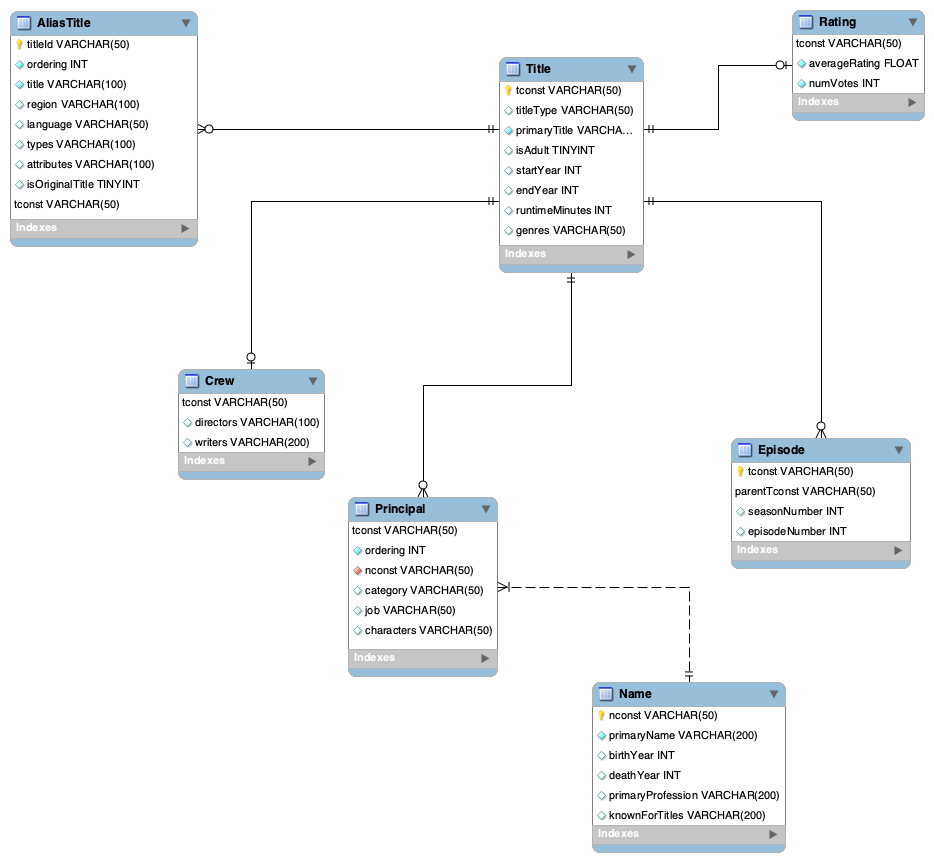 AliasTitle
titleId VARCHAR(50)
ordering INT
title VARCHAR(100)
region VARCHAR(100)
language VARCHAR(50)
types VARCHAR(100)
attributes VARCHAR(100)
isOriginalTitle TINYINT
tconst VARCHAR(50)
Indexes
Title
tconst VARCHAR(50)
titleType VARCHAR(50)
primaryTitle VARCHA...
isAdult TINYINT
startYear INT
endYear INT
runtimeMinutes INT
genres VARCHAR(50)
Indexes
Rating
tconst VARCHAR(50)
averageRating FLOAT
numVotes INT
Indexes
Crew
tconst VARCHAR(50)
directors VARCHAR(100)
writers VARCHAR(200)
Indexes
Principal
tconst VARCHAR(50)
ordering INT
nconst VARCHAR(50)
category VARCHAR(50)
job VARCHAR(50)
characters VARCHAR(50)
Indexes
Episode
tconst VARCHAR(50)
parentTconst VARCHAR(50)
seasonNumber INT
episodeNumber INT
Indexes
Name
nconst VARCHAR(50)
primaryName VARCHAR(200)
birthYear INT
deathYear INT
primaryProfession VARCHAR(200)
knownForTitles VARCHAR(200)
Indexes